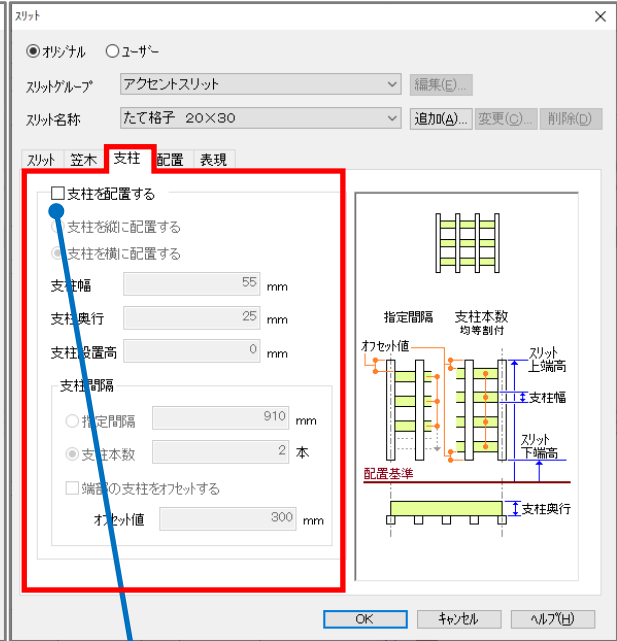 スリット
オリジナル ユーザー
スリットグループ アクセントスリット 編集(E)...
スリット名称 たて格子 20×30 追加(A)... 変更(C)... 削除(D)
スリット 笠木 支柱 配置 表現
支柱を配置する
支柱を縦に配置する
支柱を横に配置する
支柱幅 55 mm
支柱奥行 25 mm
支柱設置高 0 mm
支柱間隔
指定間隔 910 mm
支柱本数 2 本
端部の支柱をオフセットする
オフセット値 300 mm
指定間隔 支柱本数
均等割付
オフセット値
スリット
上端高
支柱幅
スリット
下端高
配置基準
支柱奥行
OK キャンセル ヘルプ(H)